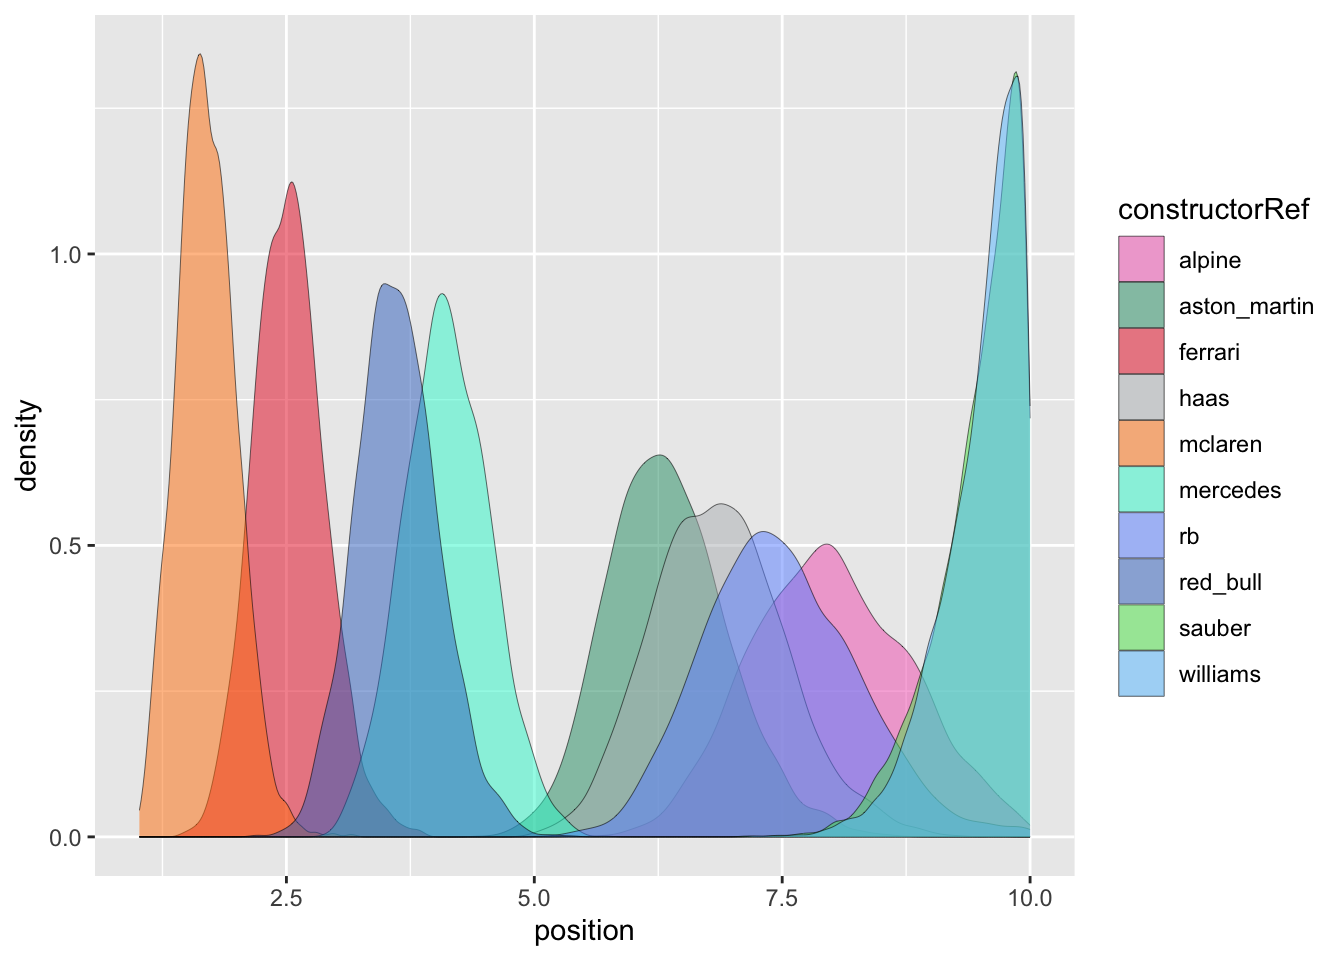 density
1.0
0.5
0.0
2.5
5.0
7.5
10.0
position
constructorRef
alpine
aston_martin
ferrari
haas
mclaren
mercedes
rb
red_bull
sauber
williams